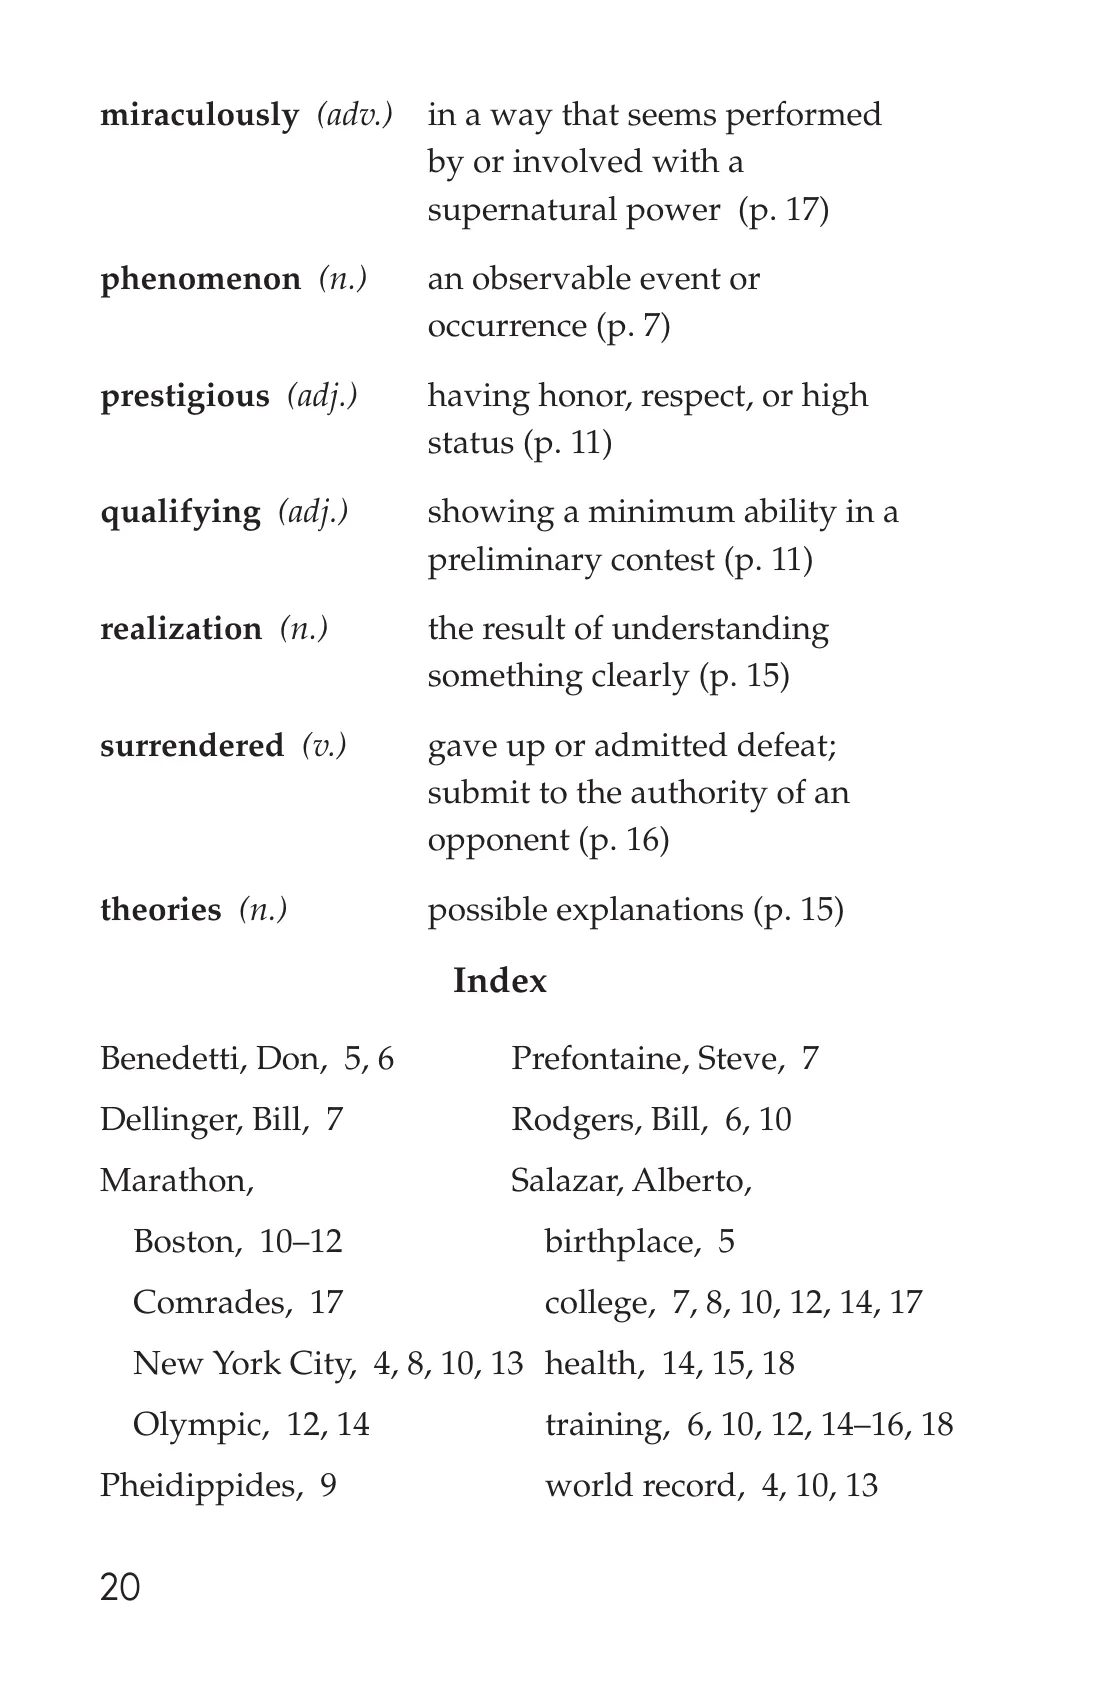 miraculously (adv.) in a way that seems performed
by or involved with a
supernatural power (p. 17)
phenomenon (n.) an observable event or
occurrence (p. 7)
prestigious (adj.) having honor, respect, or high
status (p. 11)
qualifying (adj.) showing a minimum ability in a
preliminary contest (p. 11)
realization (n.) the result of understanding
something clearly (p. 15)
surrendered (v.) gave up or admitted defeat;
submit to the authority of an
opponent (p. 16)
theories (n.) possible explanations (p. 15)
Index
Benedetti, Don, 5, 6
Dellinger, Bill, 7
Marathon,
Boston, 10–12
Comrades, 17
New York City, 4, 8, 10, 13
Olympic, 12, 14
Pheidippides, 9
Prefontaine, Steve, 7
Rodgers, Bill, 6, 10
Salazar, Alberto,
birthplace, 5
college, 7, 8, 10, 12, 14, 17
health, 14, 15, 18
training, 6, 10, 12, 14–16, 18
world record, 4, 10, 13
20